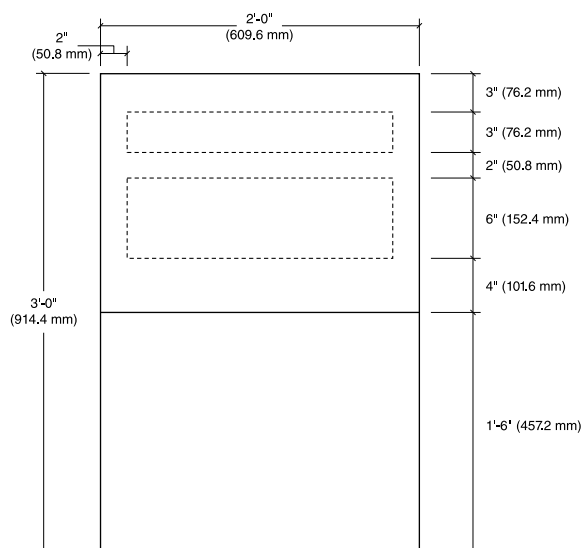 2'-0"
(609.6 mm)
2"
(50.8 mm)
3" (76.2 mm)
3" (76.2 mm)
2" (50.8 mm)
6" (152.4 mm)
4" (101.6 mm)
3'-0"
(914.4 mm)
1'-6" (457.2 mm)